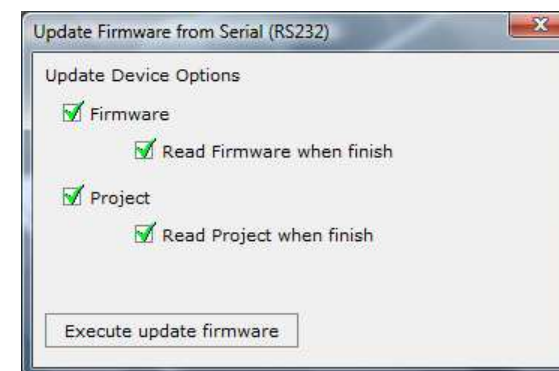 Update Firmware from Serial (RS232)
Update Device Options
Firmware
Read Firmware when finish
Project
Read Project when finish
Execute update firmware